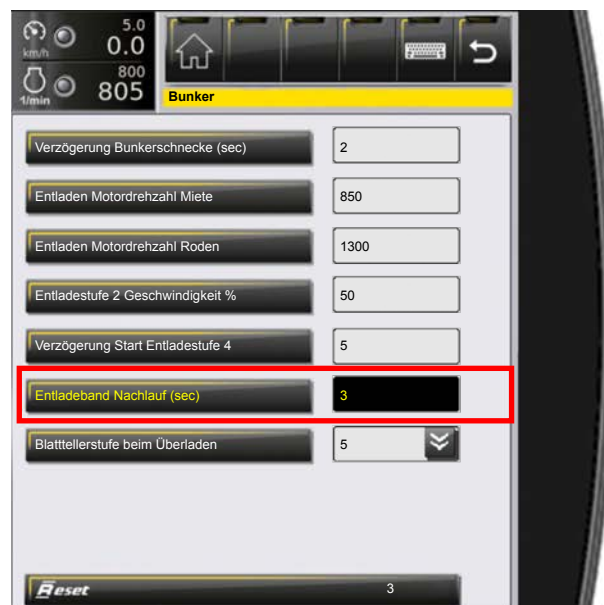 5.0
km/h 0.0
800
1/min 805
Bunker
Verzögerung Bunkerschnecke (sec) 2
Entladen Motordrehzahl Miete 850
Entladen Motordrehzahl Roden 1300
Entladestufe 2 Geschwindigkeit % 50
Verzögerung Start Entladestufe 4 5
Entladeband Nachlauf (sec) 3
Blatttellerstufe beim Überladen 5
Reset 3